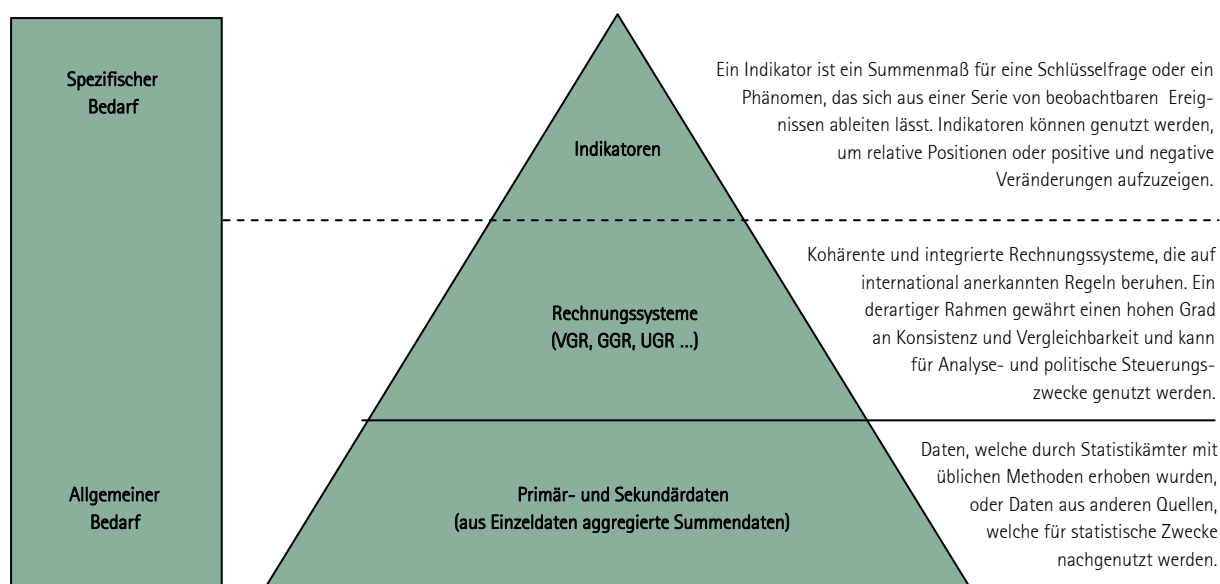 Spezifischer
Bedarf
Indikatoren
Ein Indikator ist ein Summenmaß für eine Schlüsselfrage oder ein
Phänomen, das sich aus einer Serie von beobachtbaren Ereig-
nissen ableiten lässt. Indikatoren können genutzt werden,
um relative Positionen oder positive und negative
Veränderungen aufzuzeigen.
Rechnungssysteme
(VGR, GGR, UGR ...)
Kohärente und integrierte Rechnungssysteme, die auf
international anerkannten Regeln beruhen. Ein
derartiger Rahmen gewährt einen hohen Grad
an Konsistenz und Vergleichbarkeit und kann
für Analyse- und politische Steuerungs-
zwecke genutzt werden.
Allgemeiner
Bedarf
Primär- und Sekundärdaten
(aus Einzeldaten aggregierte Summendaten)
Daten, welche durch Statistikämter mit
üblichen Methoden erhoben wurden,
oder Daten aus anderen Quellen,
welche für statistische Zwecke
nachgenutzt werden.